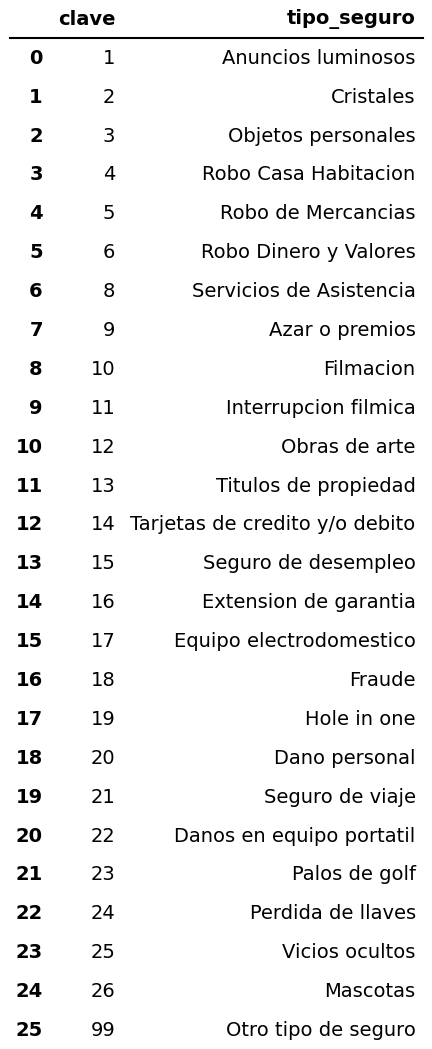 clave tipo_seguro
0 1 Anuncios luminosos
1 2 Cristales
2 3 Objetos personales
3 4 Robo Casa Habitacion
4 5 Robo de Mercancias
5 6 Robo Dinero y Valores
6 8 Servicios de Asistencia
7 9 Azar o premios
8 10 Filmacion
9 11 Interrupcion filmica
10 12 Obras de arte
11 13 Titulos de propiedad
12 14 Tarjetas de credito y/o debito
13 15 Seguro de desempleo
14 16 Extension de garantia
15 17 Equipo electrodomestico
16 18 Fraude
17 19 Hole in one
18 20 Dano personal
19 21 Seguro de viaje
20 22 Danos en equipo portatil
21 23 Palos de golf
22 24 Perdida de llaves
23 25 Vicios ocultos
24 26 Mascotas
25 99 Otro tipo de seguro